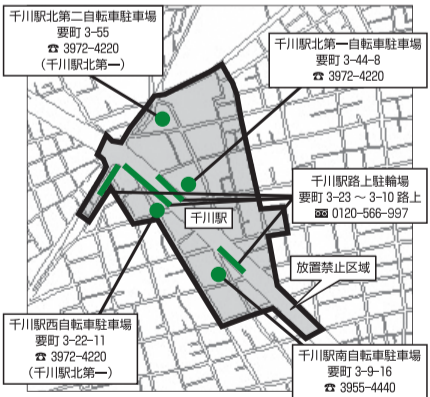 千川駅北第二自転車駐車場
要町 3-55
☎ 3972-4220
(千川駅北第一)
千川駅北第一自転車駐車場
要町 3-44-8
☎ 3972-4220
千川駅路上駐輪場
要町 3-23 ～ 3-10 路上
0120-566-997
千川駅
放置禁止区域
千川駅西自転車駐車場
要町 3-22-11
☎ 3972-4220
(千川駅北第一)
千川駅南自転車駐車場
要町 3-9-16
☎ 3955-4440